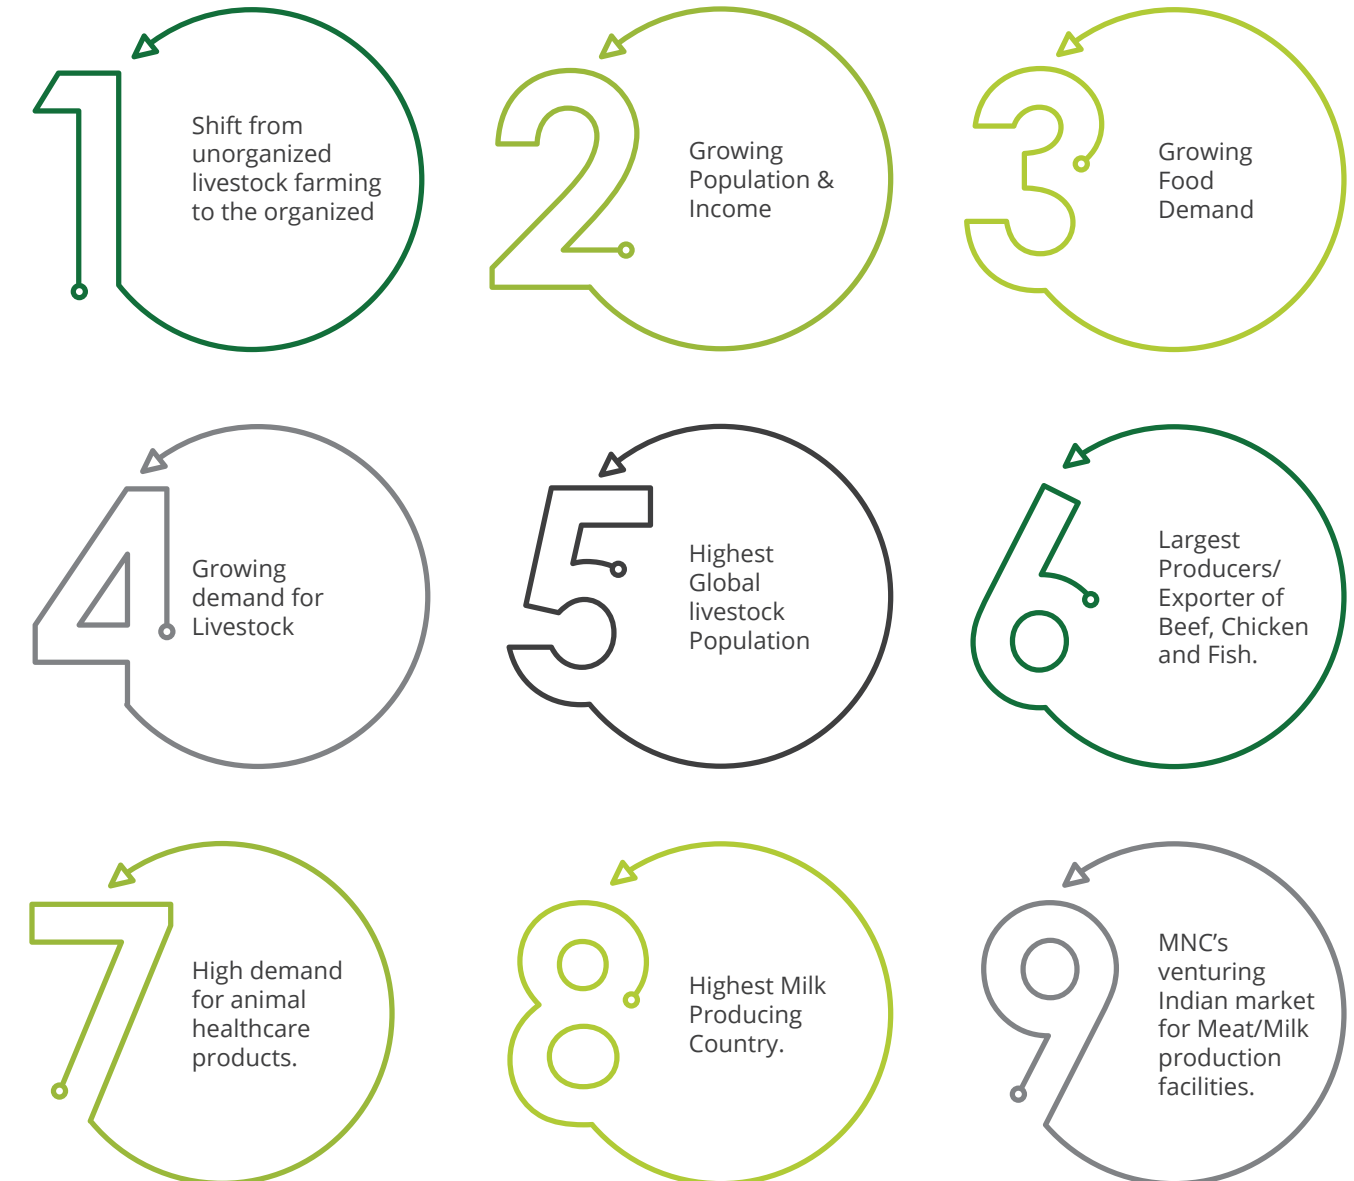 1
Shift from
unorganized
livestock farming
to the organized
2
Growing
Population &
Income
3
Growing
Food
Demand
4
Growing
demand for
Livestock
5
Highest
Global
livestock
Population
6
Largest
Producers/
Exporter of
Beef, Chicken
and Fish.
7
High demand
for animal
healthcare
products.
8
Highest Milk
Producing
Country.
9
MNC’s
venturing
Indian market
for Meat/Milk
production
facilities.